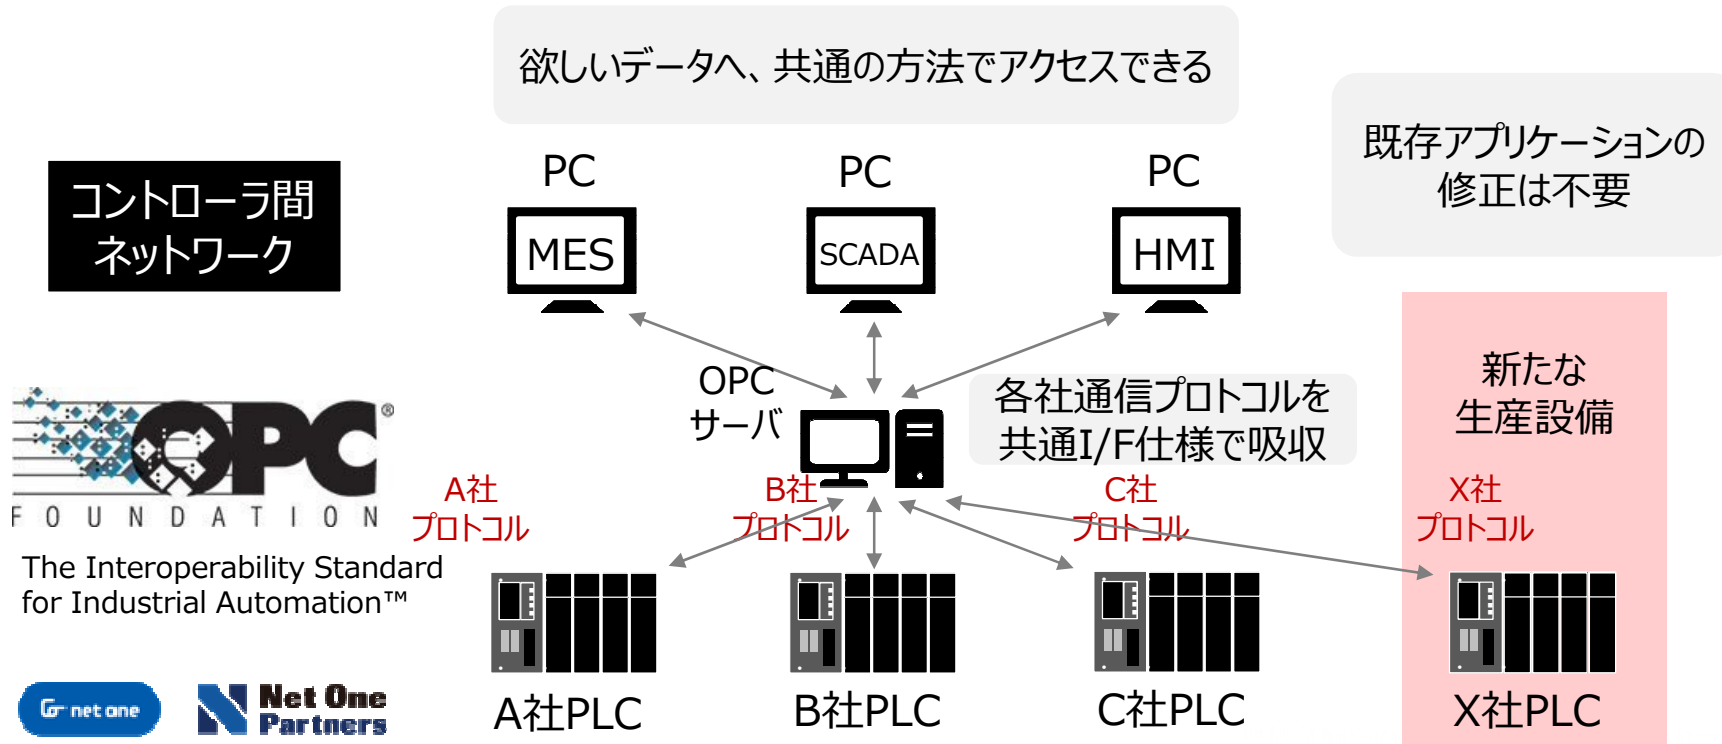 欲しいデータへ、共通の方法でアクセスできる
既存アプリケーションの
修正は不要
コントローラ間
ネットワーク
PC
PC
PC
MES
SCADA
HMI
OPC
サーバ
各社通信プロトコルを
共通I/F仕様で吸収
新たな
生産設備
OPC®
FOUNDATION
The Interoperability Standard
for Industrial Automation™
A社
プロトコル
B社
プロトコル
C社
プロトコル
X社
プロトコル
A社PLC
B社PLC
C社PLC
X社PLC
net one
Net One
Partners